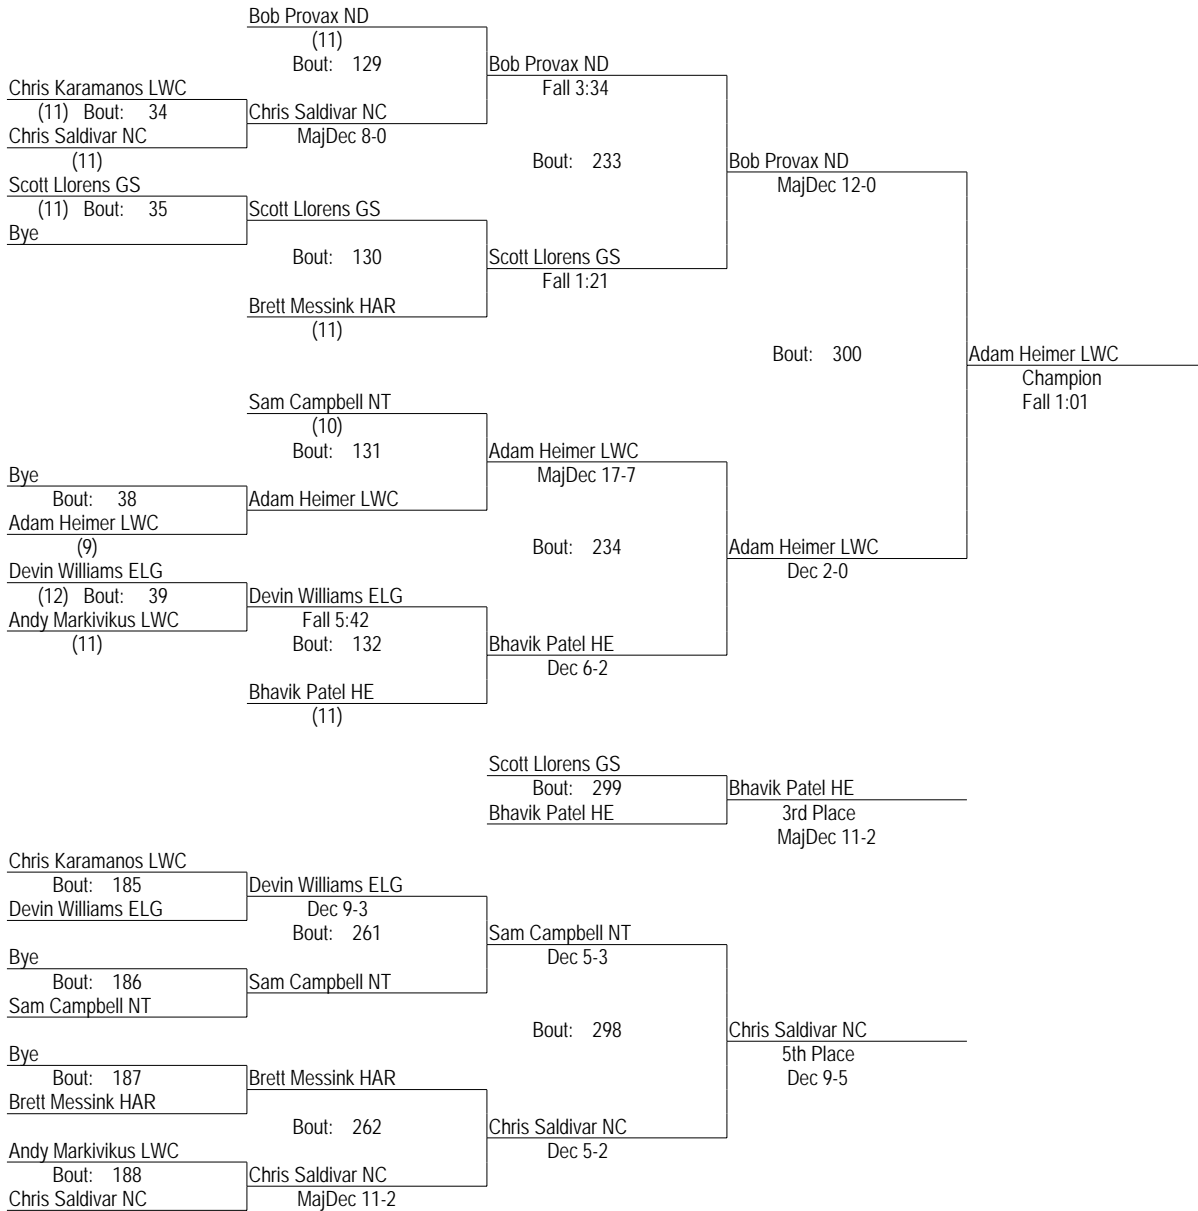 Bob Provax ND
(11)
Bout: 129
Bob Provax ND
Fall 3:34
Chris Karamanos LWC
(11) Bout: 34
Chris Saldivar NC
Chris Saldivar NC
MajDec 8-0
(11)
Bout: 233
Bob Provax ND
MajDec 12-0
Scott Llorens GS
(11) Bout: 35
Scott Llorens GS
Bye
Bout: 130
Scott Llorens GS
Fall 1:21
Brett Messink HAR
(11)
Bout: 300
Adam Heimer LWC
Champion
Fall 1:01
Sam Campbell NT
(10)
Bout: 131
Adam Heimer LWC
MajDec 17-7
Bye
Bout: 38
Adam Heimer LWC
Adam Heimer LWC
(9)
Bout: 234
Adam Heimer LWC
Dec 2-0
Devin Williams ELG
(12) Bout: 39
Devin Williams ELG
Fall 5:42
Andy Markivikus LWC
(11)
Bout: 132
Bhavik Patel HE
Dec 6-2
Bhavik Patel HE
(11)
Scott Llorens GS
Bout: 299
Bhavik Patel HE
Bhavik Patel HE
3rd Place
MajDec 11-2
Chris Karamanos LWC
Bout: 185
Devin Williams ELG
Devin Williams ELG
Dec 9-3
Bout: 261
Sam Campbell NT
Dec 5-3
Bye
Bout: 186
Sam Campbell NT
Sam Campbell NT
Bout: 298
Chris Saldivar NC
5th Place
Dec 9-5
Bye
Bout: 187
Brett Messink HAR
Brett Messink HAR
Bout: 262
Chris Saldivar NC
Dec 5-2
Andy Markivikus LWC
Bout: 188
Chris Saldivar NC
Chris Saldivar NC
MajDec 11-2